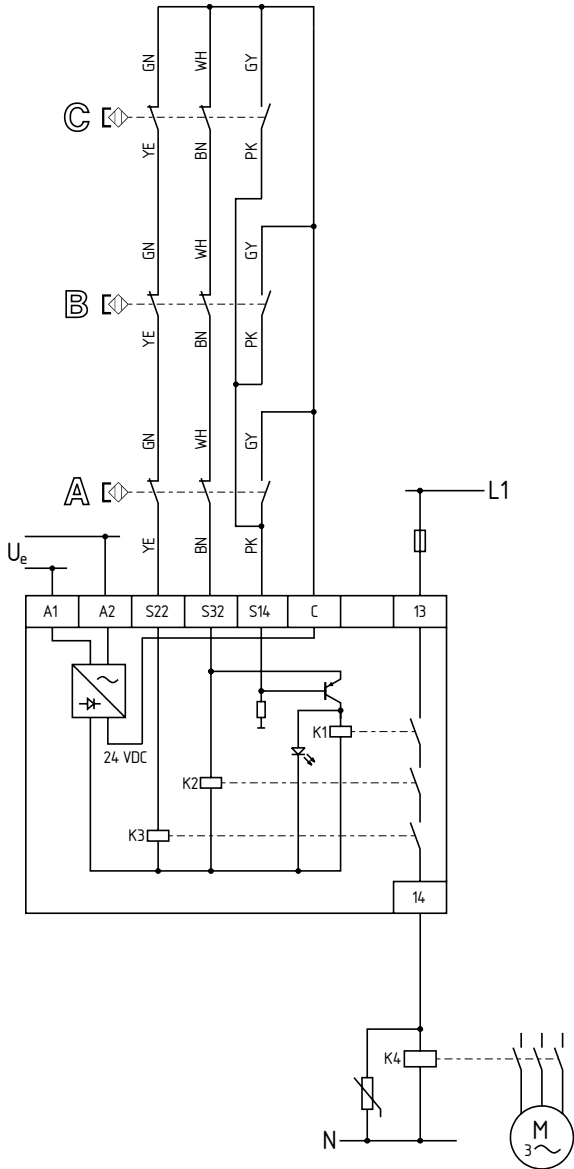 GN WH GY
C
YE BN PK
GN WH GY
B
YE BN PK
GN WH GY
A
L1
Ue
YE BN PK
A1 A2 S22 S32 S14 C 13
K1
24 VDC
K2
K3
14
K4
N
M
3